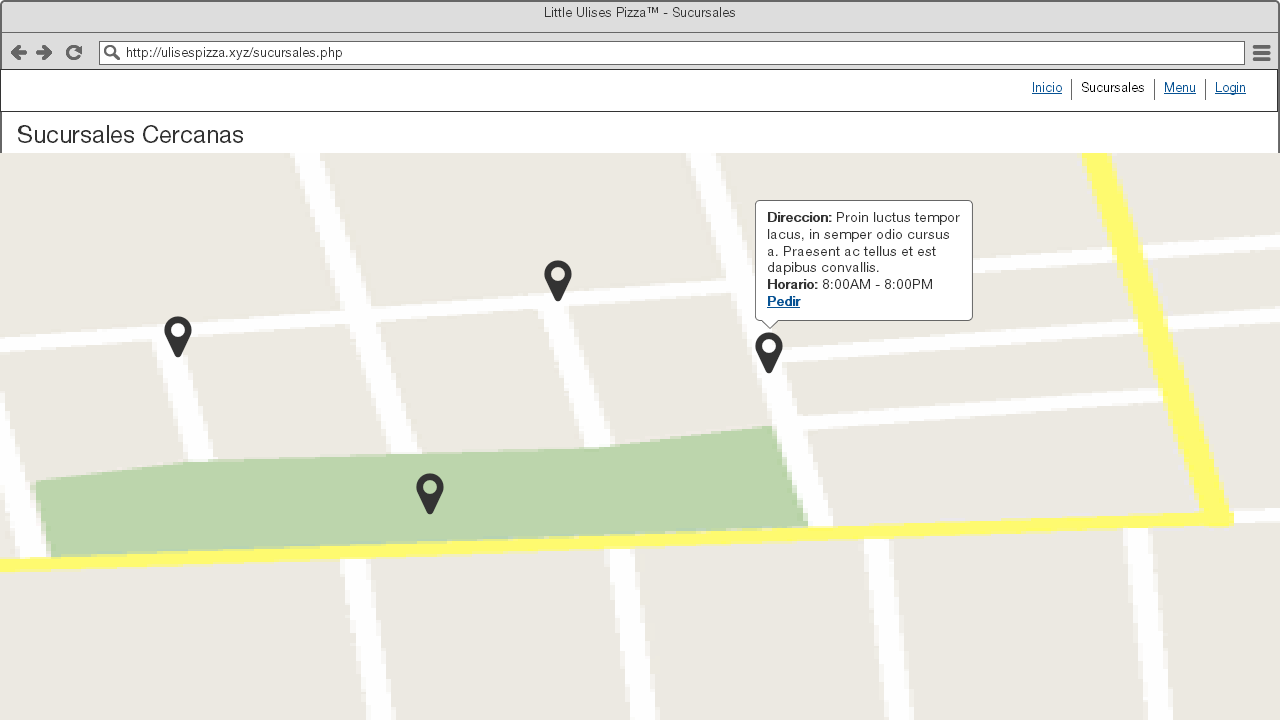 Little Ulises Pizza™ - Sucursales
http://ulisespizza.xyz/sucursales.php
Inicio Sucursales Menu Login
Sucursales Cercanas
Direccion: Proin luctus tempor
lacus, in semper odio cursus
a. Praesent ac tellus et est
dapibus convallis.
Horario: 8:00AM - 8:00PM
Pedir